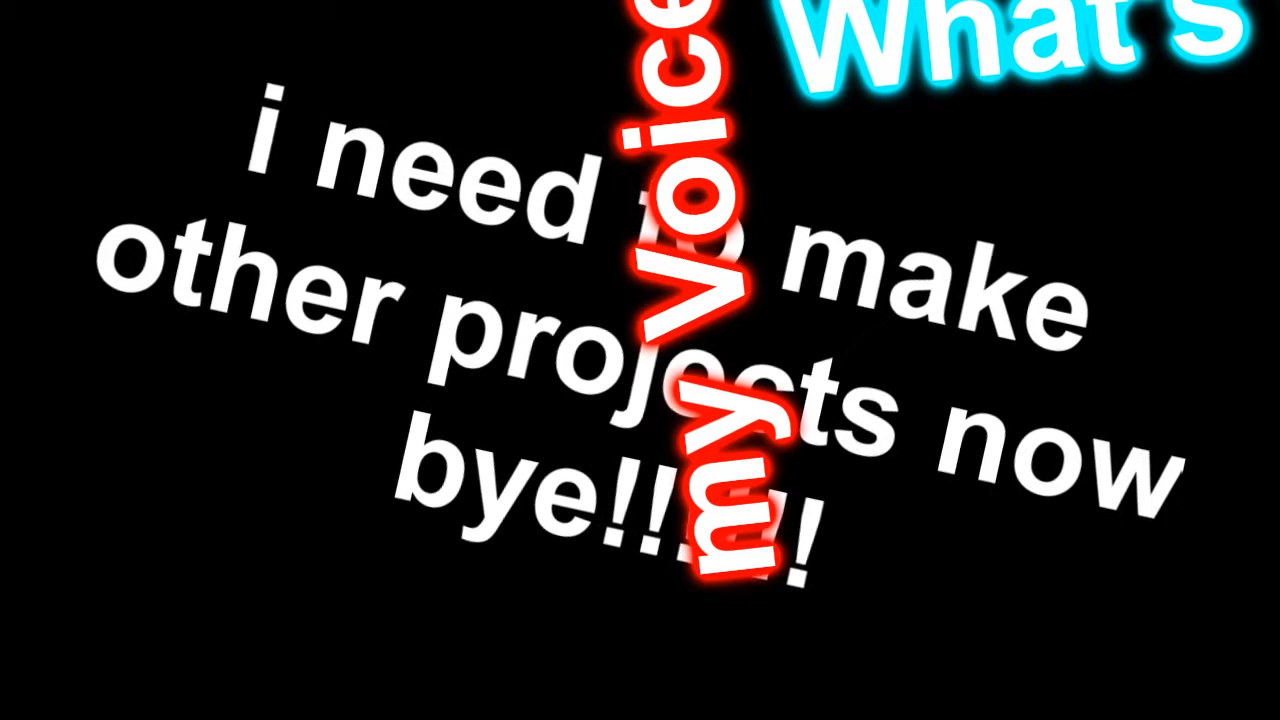 What's
my Voice
i need to make
other projects now
bye!!!!!!